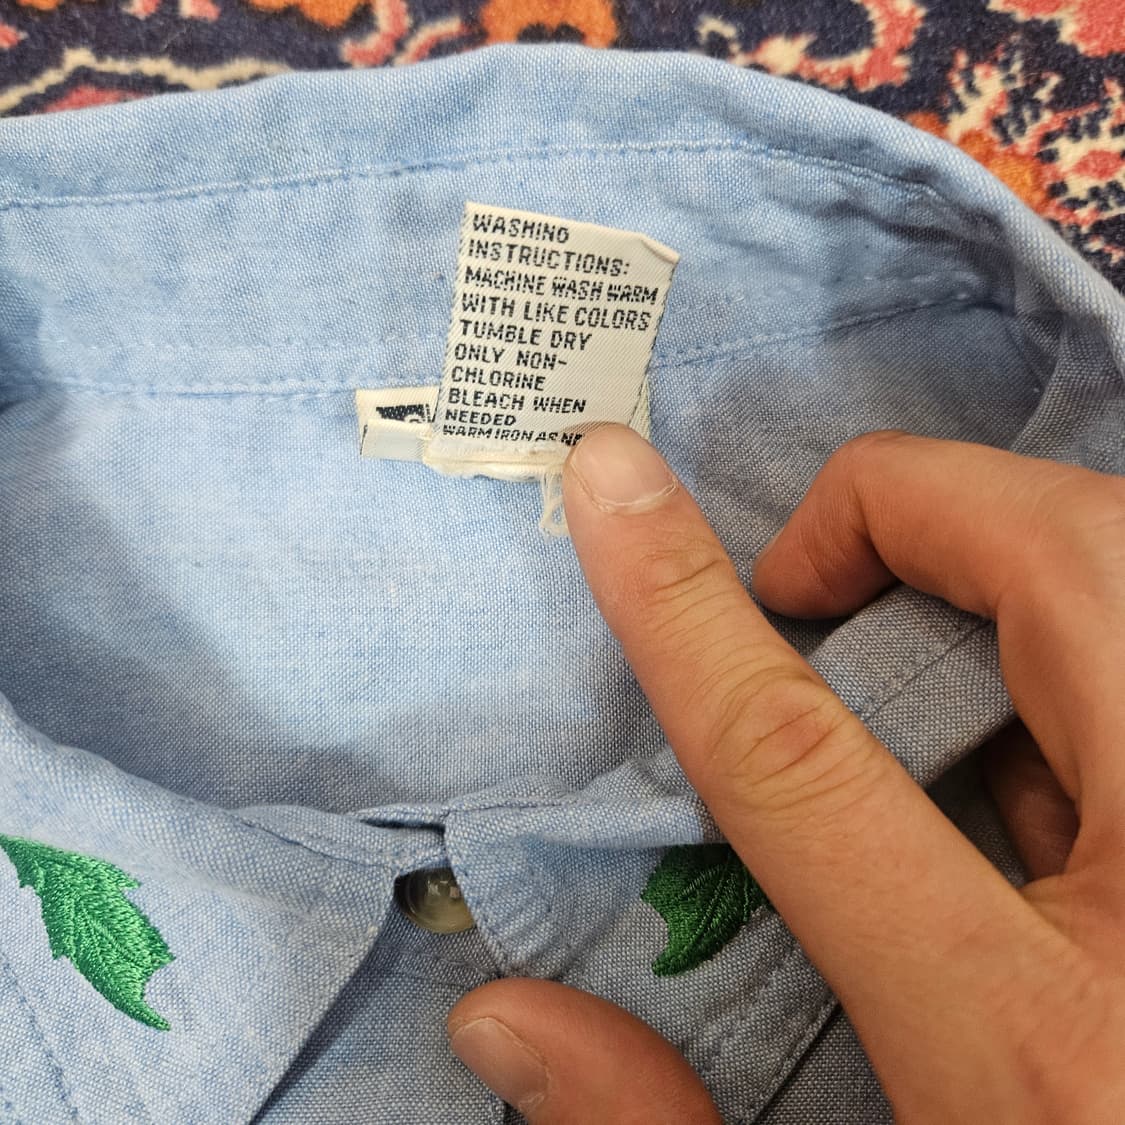 WASHING
INSTRUCTIONS:
MACHINE WASH WARM
WITH LIKE COLORS
TUMBLE DRY
ONLY NON-
CHLORINE
BLEACH WHEN
NEEDED
WARM IRON AS